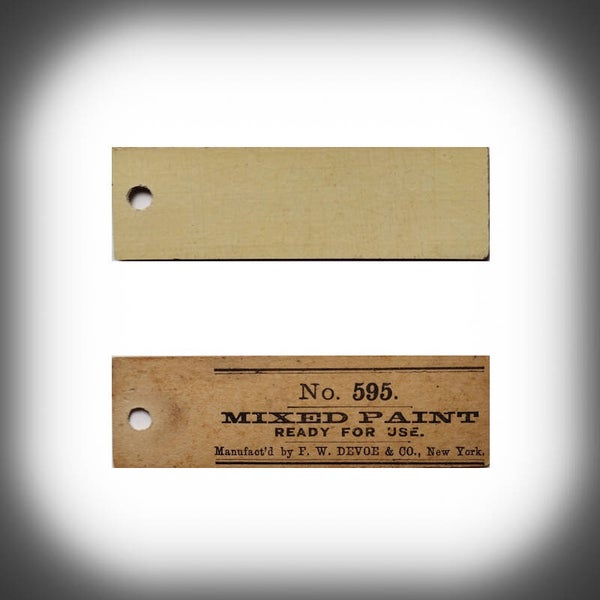 No. 595.
MIXED PAINT
READY FOR USE.
Manufact'd by F. W. DEVOE & CO., New York.